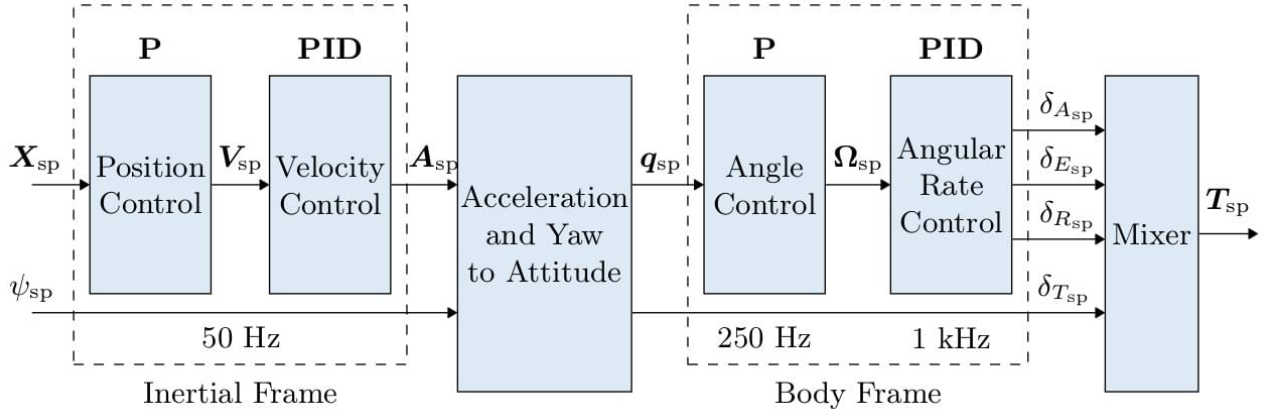 P
PID
P
PID
X_sp
Position
Control
V_sp
Velocity
Control
A_sp
ψ_sp
50 Hz
Inertial Frame
Acceleration
and Yaw
to Attitude
q_sp
Angle
Control
Ω_sp
Angular
Rate
Control
250 Hz
1 kHz
Body Frame
δ_A_sp
δ_E_sp
δ_R_sp
δ_T_sp
Mixer
T_sp